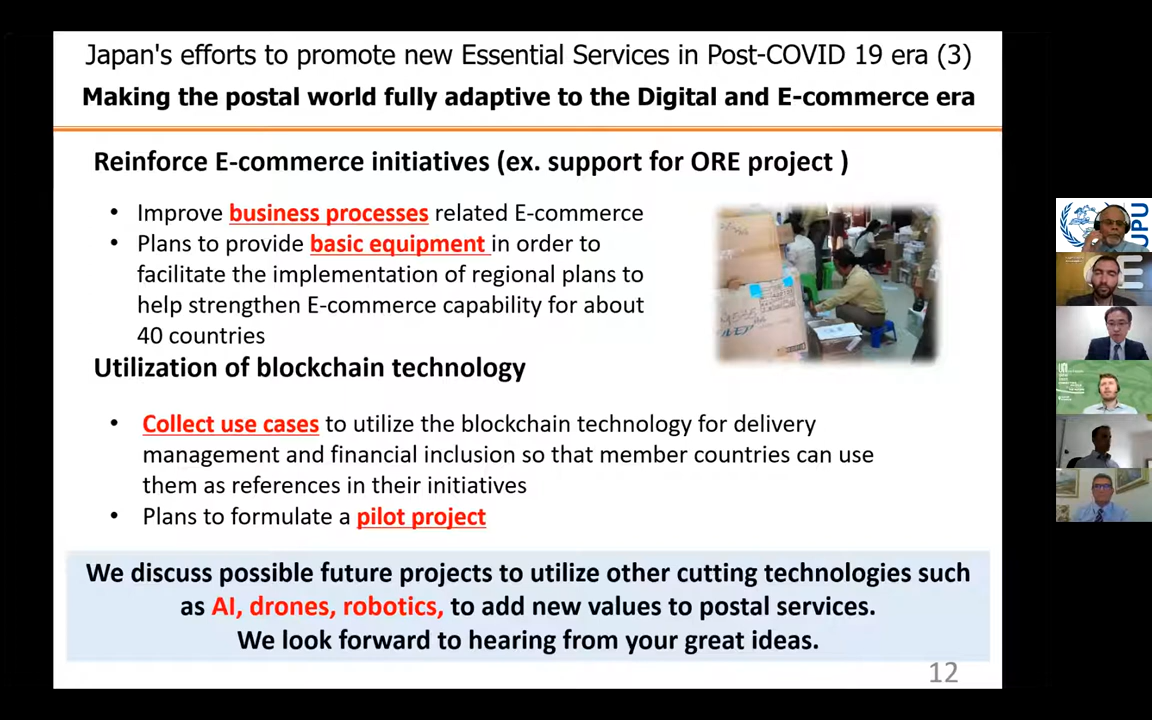 Japan's efforts to promote new Essential Services in Post-COVID 19 era (3)
Making the postal world fully adaptive to the Digital and E-commerce era
Reinforce E-commerce initiatives (ex. support for ORE project )
• Improve business processes related E-commerce
• Plans to provide basic equipment in order to
facilitate the implementation of regional plans to
help strengthen E-commerce capability for about
40 countries
Utilization of blockchain technology
• Collect use cases to utilize the blockchain technology for delivery
management and financial inclusion so that member countries can use
them as references in their initiatives
• Plans to formulate a pilot project
We discuss possible future projects to utilize other cutting technologies such
as AI, drones, robotics, to add new values to postal services.
We look forward to hearing from your great ideas.
12
UPU